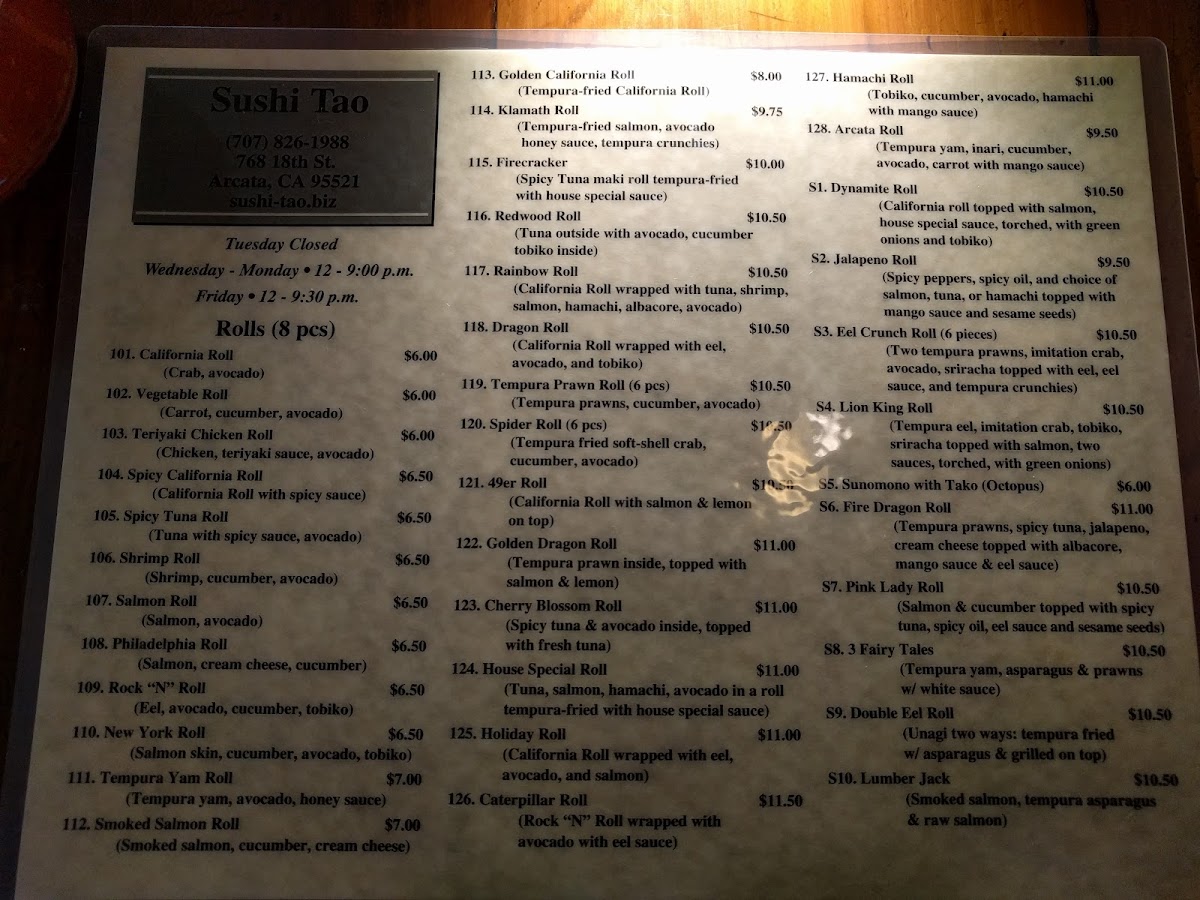 Sushi Tao
(707) 826-1988
768 18th St.
Arcata, CA 95521
sushi-tao.biz
Tuesday Closed
Wednesday - Monday • 12 - 9:00 p.m.
Friday • 12 - 9:30 p.m.
Rolls (8 pcs)
101. California Roll $6.00
(Crab, avocado)
102. Vegetable Roll $6.00
(Carrot, cucumber, avocado)
103. Teriyaki Chicken Roll $6.00
(Chicken, teriyaki sauce, avocado)
104. Spicy California Roll $6.50
(California Roll with spicy sauce)
105. Spicy Tuna Roll $6.50
(Tuna with spicy sauce, avocado)
106. Shrimp Roll $6.50
(Shrimp, cucumber, avocado)
107. Salmon Roll $6.50
(Salmon, avocado)
108. Philadelphia Roll $6.50
(Salmon, cream cheese, cucumber)
109. Rock “N” Roll $6.50
(Eel, avocado, cucumber, tobiko)
110. New York Roll $6.50
(Salmon skin, cucumber, avocado, tobiko)
111. Tempura Yam Roll $7.00
(Tempura yam, avocado, honey sauce)
112. Smoked Salmon Roll $7.00
(Smoked salmon, cucumber, cream cheese)
113. Golden California Roll $8.00
(Tempura-fried California Roll)
114. Klamath Roll $9.75
(Tempura-fried salmon, avocado
honey sauce, tempura crunchies)
115. Firecracker $10.00
(Spicy Tuna maki roll tempura-fried
with house special sauce)
116. Redwood Roll $10.50
(Tuna outside with avocado, cucumber
tobiko inside)
117. Rainbow Roll $10.50
(California Roll wrapped with tuna, shrimp,
salmon, hamachi, albacore, avocado)
118. Dragon Roll $10.50
(California Roll wrapped with eel,
avocado, and tobiko)
119. Tempura Prawn Roll (6 pcs) $10.50
(Tempura prawns, cucumber, avocado)
120. Spider Roll (6 pcs) $10.50
(Tempura fried soft-shell crab,
cucumber, avocado)
121. 49er Roll $10.50
(California Roll with salmon & lemon
on top)
122. Golden Dragon Roll $11.00
(Tempura prawn inside, topped with
salmon & lemon)
123. Cherry Blossom Roll $11.00
(Spicy tuna & avocado inside, topped
with fresh tuna)
124. House Special Roll $11.00
(Tuna, salmon, hamachi, avocado in a roll
tempura-fried with house special sauce)
125. Holiday Roll $11.00
(California Roll wrapped with eel,
avocado, and salmon)
126. Caterpillar Roll $11.50
(Rock “N” Roll wrapped with
avocado with eel sauce)
127. Hamachi Roll $11.00
(Tobiko, cucumber, avocado, hamachi
with mango sauce)
128. Arcata Roll $9.50
(Tempura yam, inari, cucumber,
avocado, carrot with mango sauce)
S1. Dynamite Roll $10.50
(California roll topped with salmon,
house special sauce, torched, with green
onions and tobiko)
S2. Jalapeno Roll $9.50
(Spicy peppers, spicy oil, and choice of
salmon, tuna, or hamachi topped with
mango sauce and sesame seeds)
S3. Eel Crunch Roll (6 pieces) $10.50
(Two tempura prawns, imitation crab,
avocado, sriracha topped with eel, eel
sauce, and tempura crunchies)
S4. Lion King Roll $10.50
(Tempura eel, imitation crab, tobiko,
sriracha topped with salmon, two
sauces, torched, with green onions)
S5. Sunomono with Tako (Octopus) $6.00
S6. Fire Dragon Roll $11.00
(Tempura prawns, spicy tuna, jalapeno,
cream cheese topped with albacore,
mango sauce & eel sauce)
S7. Pink Lady Roll $10.50
(Salmon & cucumber topped with spicy
tuna, spicy oil, eel sauce and sesame seeds)
S8. 3 Fairy Tales $10.50
(Tempura yam, asparagus & prawns
w/ white sauce)
S9. Double Eel Roll $10.50
(Unagi two ways: tempura fried
w/ asparagus & grilled on top)
S10. Lumber Jack $10.50
(Smoked salmon, tempura asparagus
& raw salmon)